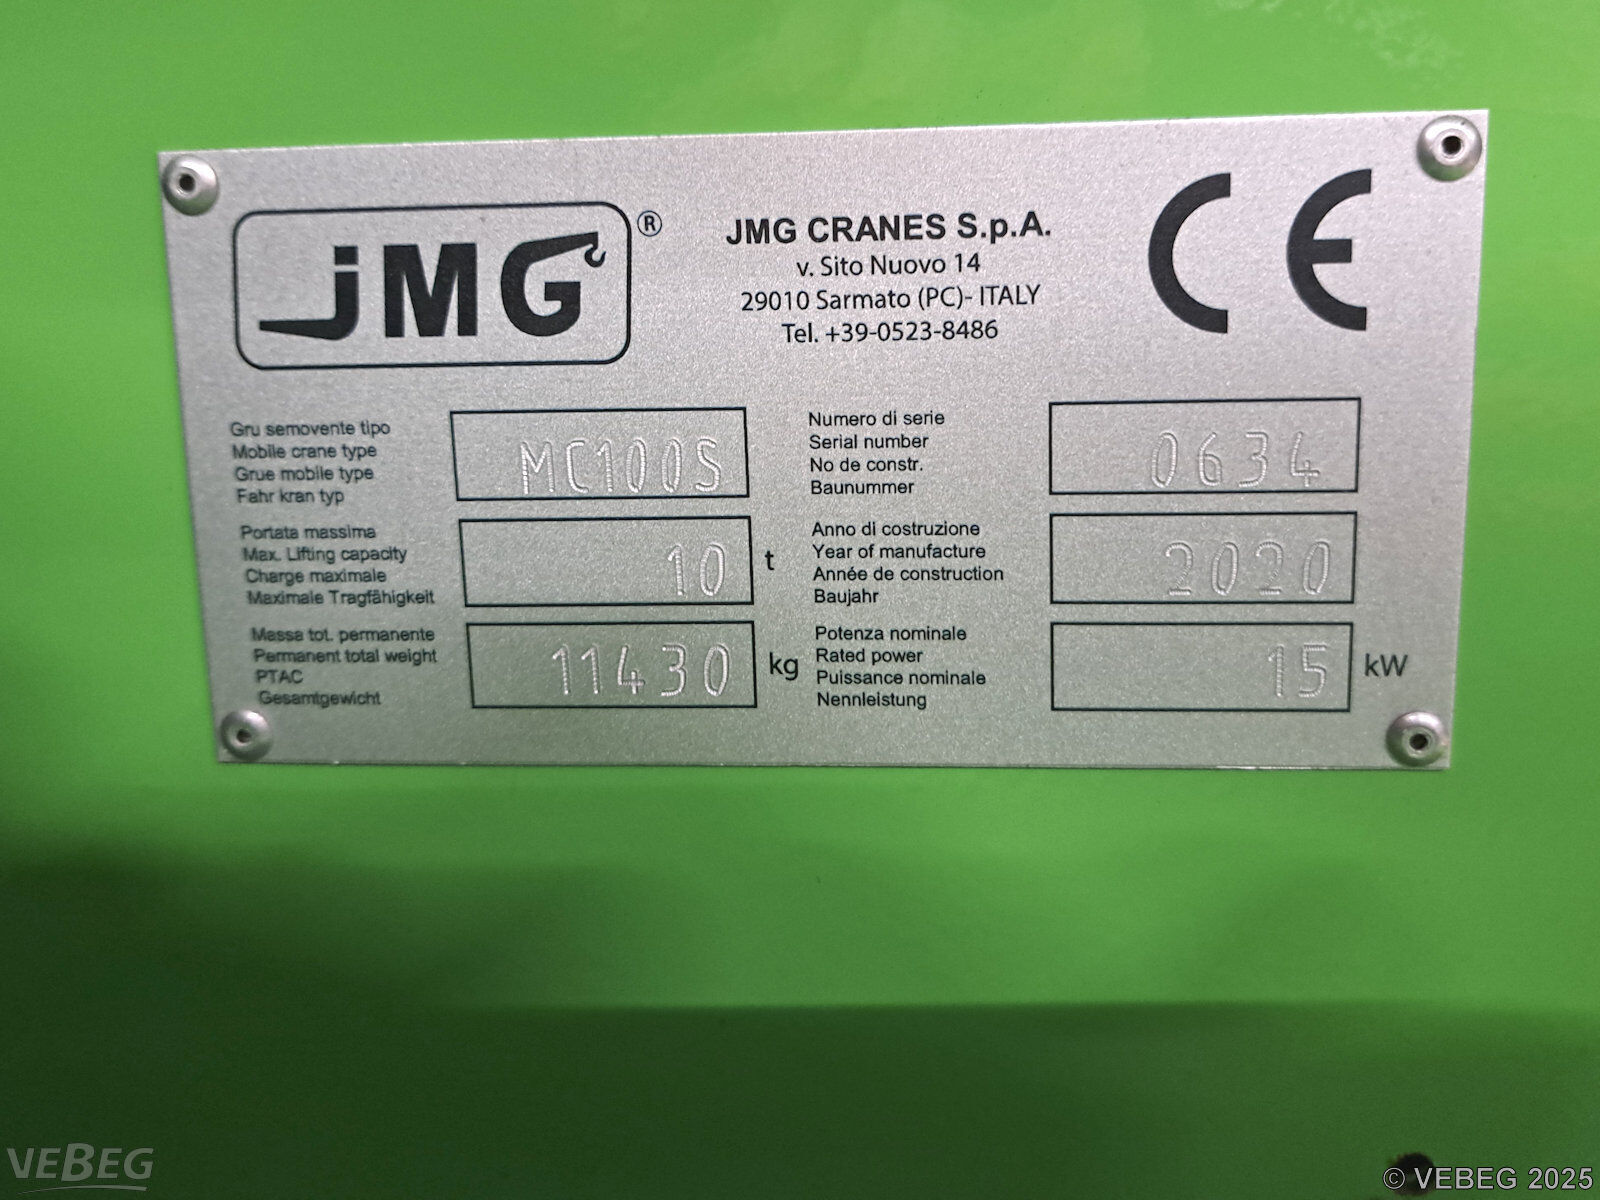 JMG ®
JMG CRANES S.p.A.
v. Sito Nuovo 14
29010 Sarmato (PC)- ITALY
Tel. +39-0523-8486
CE
Gru semovente tipo
Mobile crane type
Grue mobile type
Fahr kran typ
MC100S
Numero di serie
Serial number
No de constr.
Baunummer
0634
Portata massima
Max. Lifting capacity
Charge maximale
Maximale Tragfähigkeit
10 t
Anno di costruzione
Year of manufacture
Année de construction
Baujahr
2020
Massa tot. permanente
Permanent total weight
PTAC
Gesamtgewicht
11430 kg
Potenza nominale
Rated power
Puissance nominale
Nennleistung
15 kW
VEBEG
© VEBEG 2025